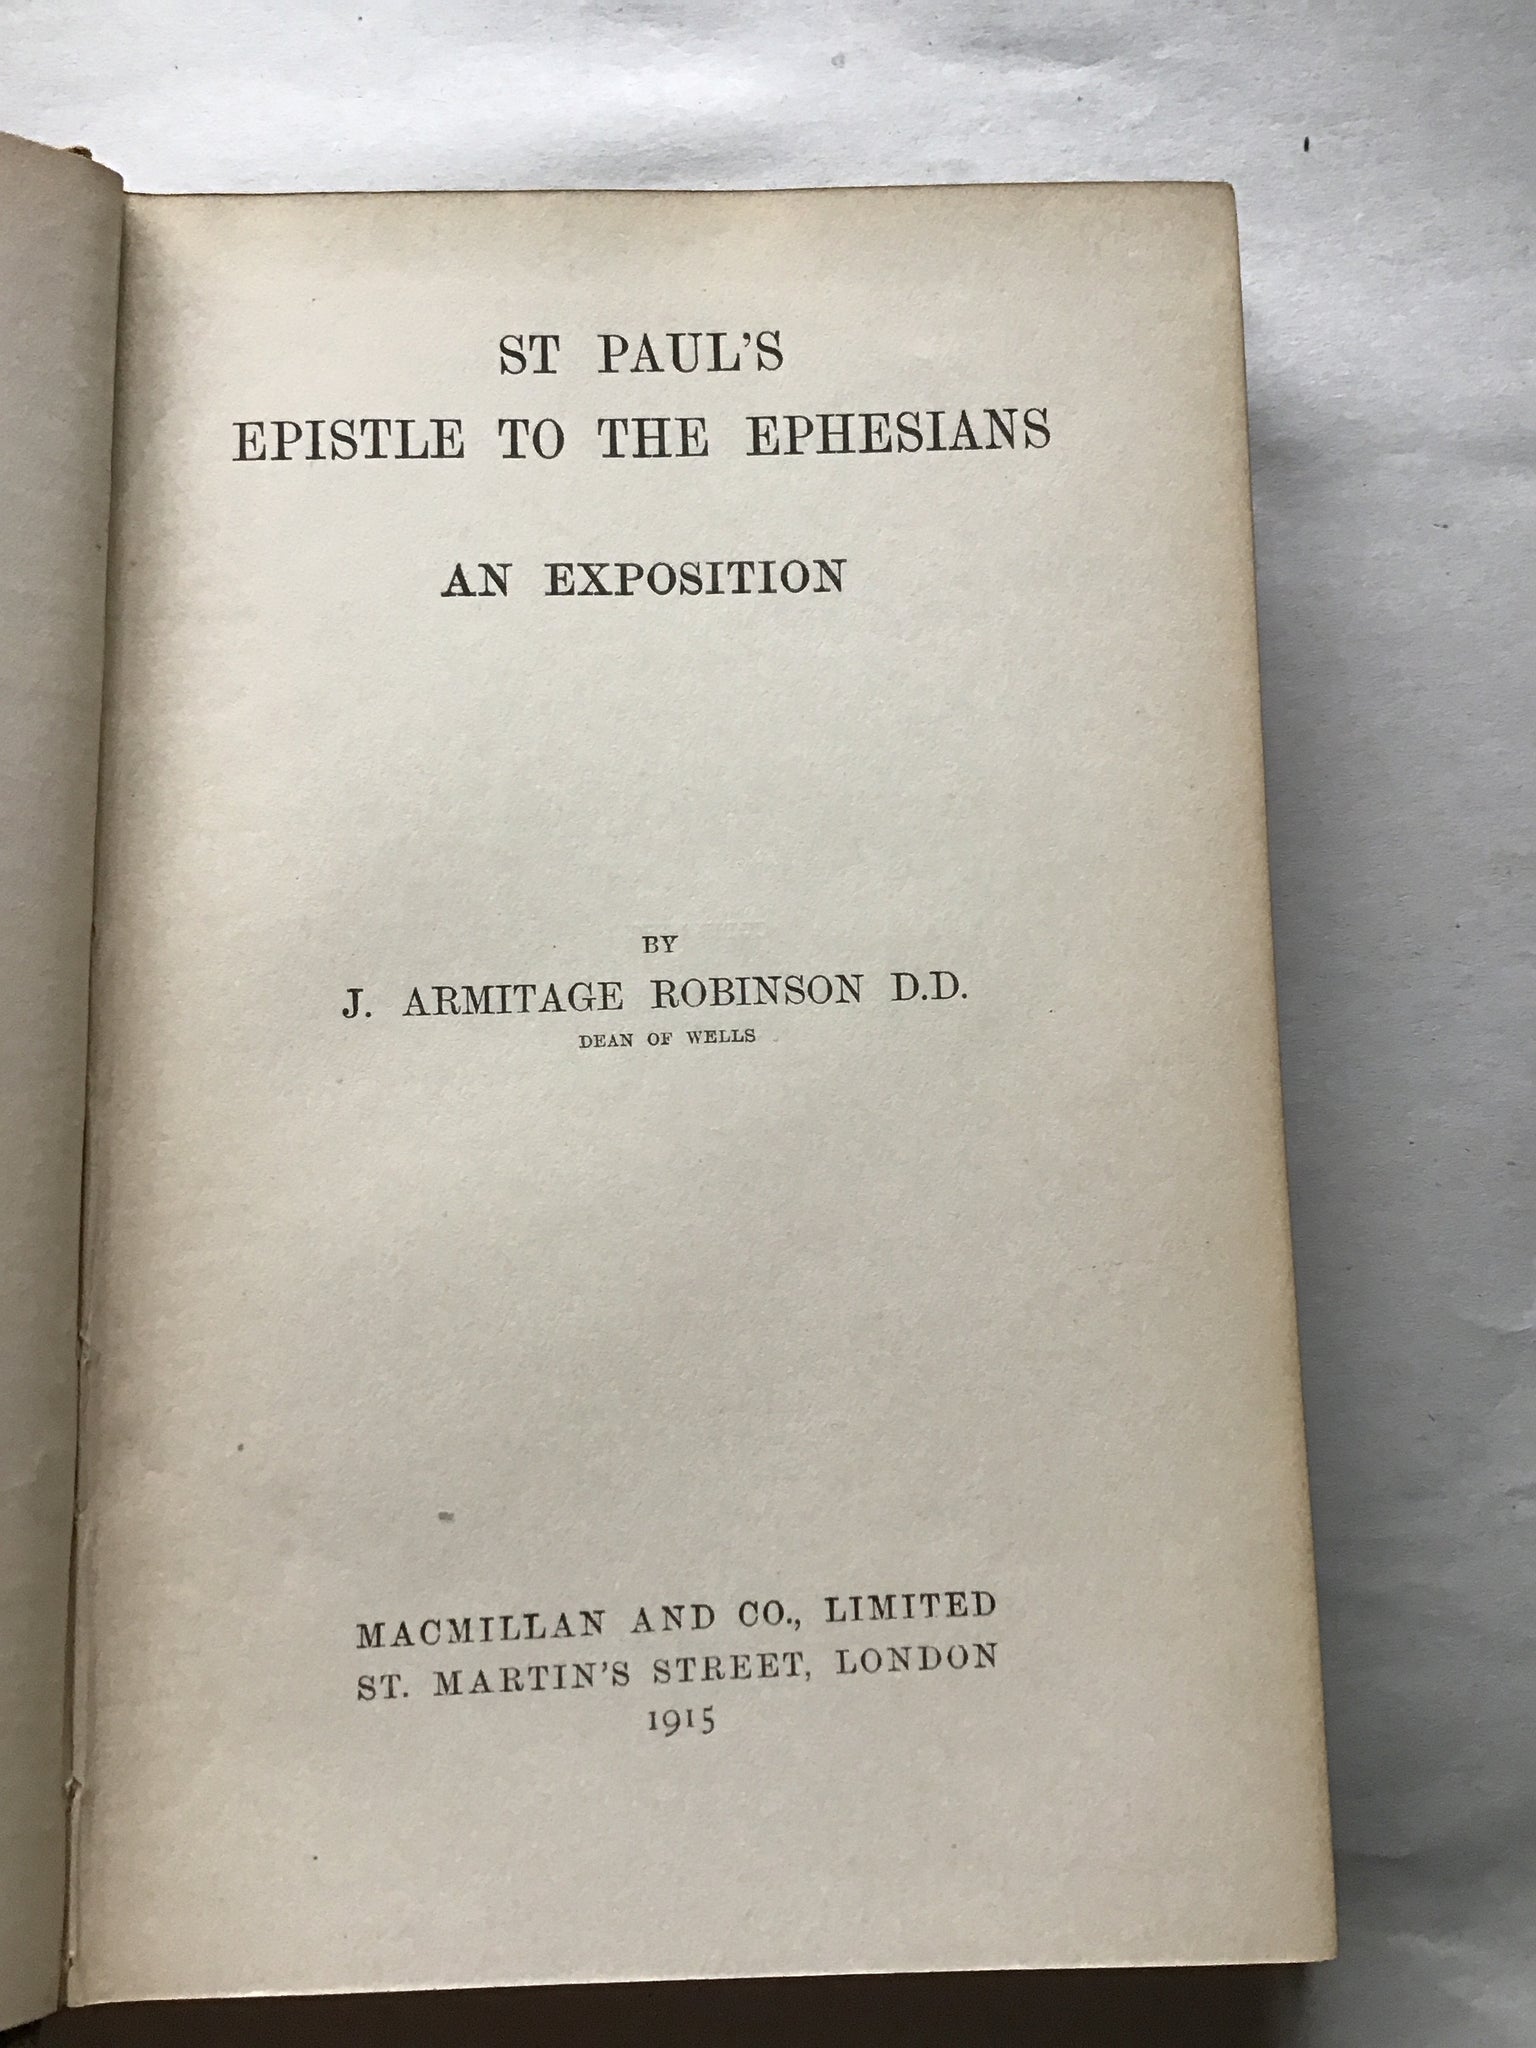 ST PAUL'S
EPISTLE TO THE EPHESIANS
AN EXPOSITION
BY
J. ARMITAGE ROBINSON D.D.
DEAN OF WELLS
MACMILLAN AND CO., LIMITED
ST. MARTIN'S STREET, LONDON
1915